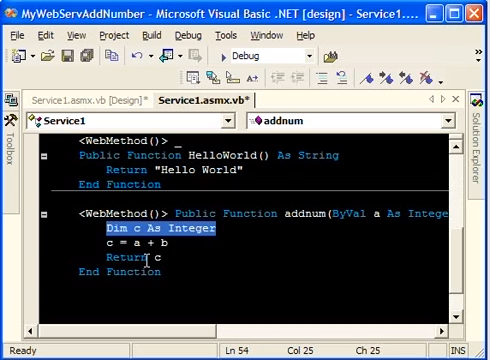 MyWebServAddNumber - Microsoft Visual Basic .NET [design] - Service1....
File Edit View Project Build Debug Tools Window Help
Debug
Service1.asmx.vb [Design]* Service1.asmx.vb*
Service1 addnum
Toolbox
Solution Explorer
<WebMethod()> _
Public Function HelloWorld() As String
Return "Hello World"
End Function
<WebMethod()> Public Function addnum(ByVal a As Intege
Dim c As Integer
c = a + b
Return c
End Function
Ready Ln 54 Col 25 Ch 25 INS